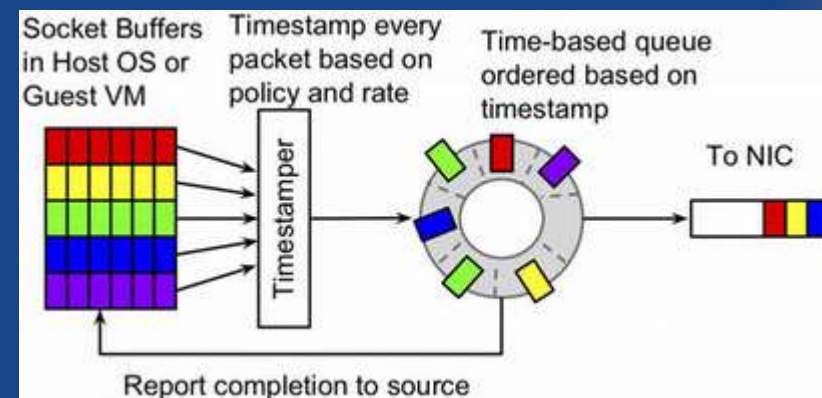 Socket Buffers
in Host OS or
Guest VM
Timestamp every
packet based on
policy and rate
Time-based queue
ordered based on
timestamp
To NIC
Timestamper
Report completion to source